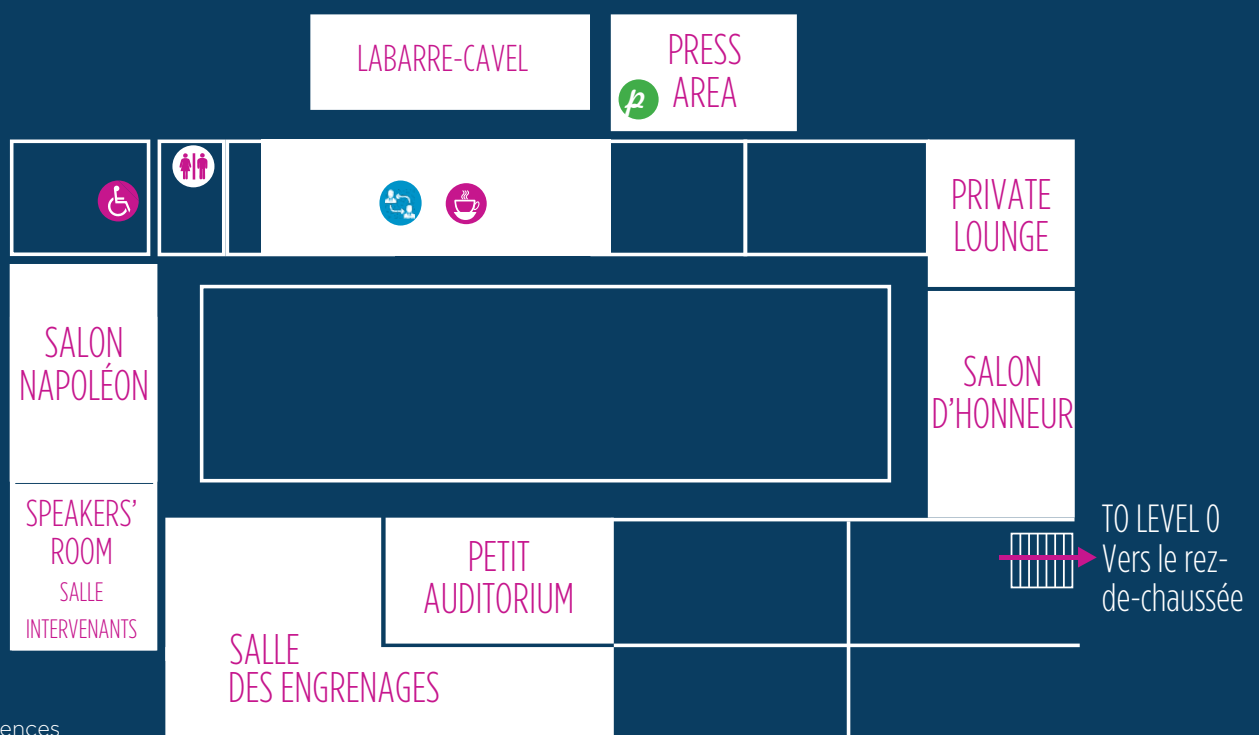 LABARRE-CAVEL
PRESS
AREA
p
PRIVATE
LOUNGE
SALON
NAPOLÉON
SALON
D'HONNEUR
SPEAKERS'
ROOM
SALLE
INTERVENANTS
PETIT
AUDITORIUM
TO LEVEL 0
Vers le rez-
de-chaussée
SALLE
DES ENGRENAGES
ences